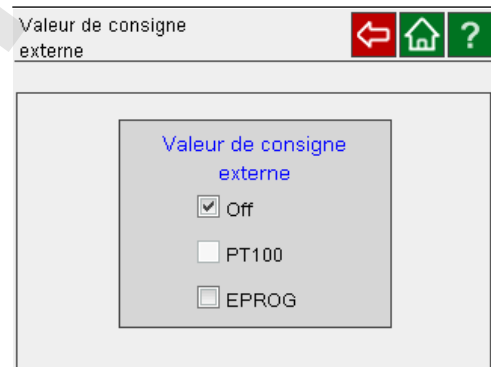 Valeur de consigne
externe
?
Valeur de consigne
externe
Off
PT100
EPROG